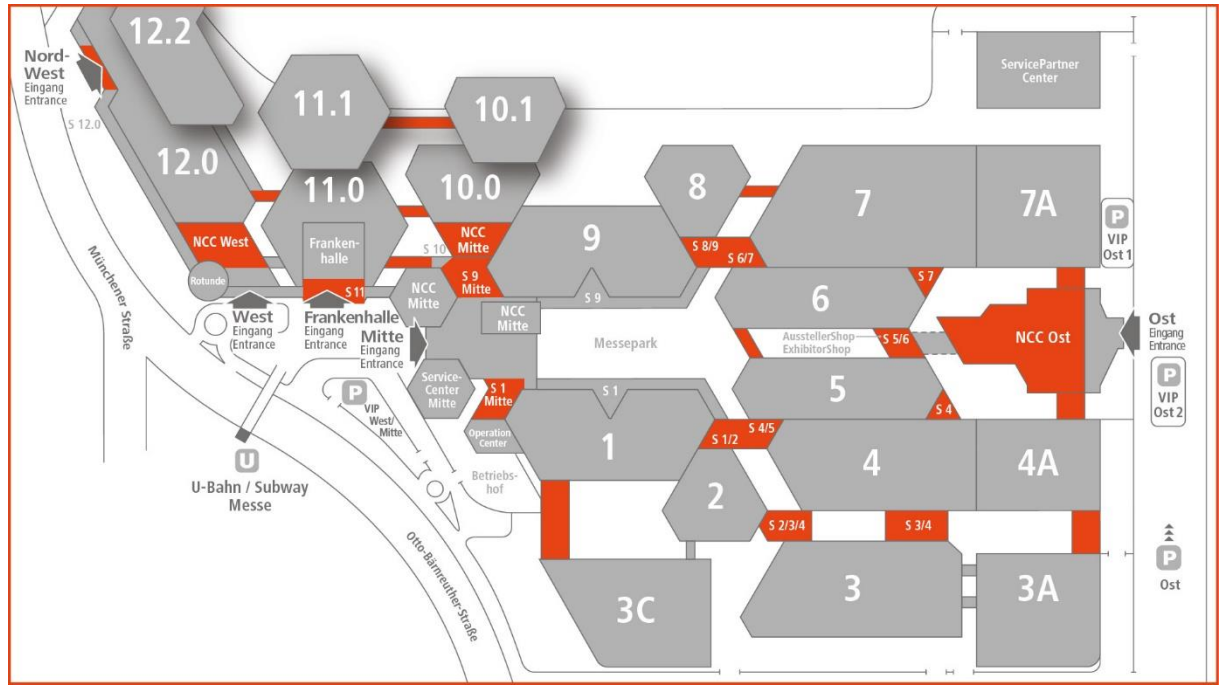 12.2
Nord-
West
Eingang
Entrance
S 12.0
12.0
11.1
10.1
ServicePartner
Center
11.0
10.0
8
7
7A
P
VIP
Ost 1
NCC West
Franken-
halle
S 10
NCC
Mitte
9
S 8/9
S 6/7
Rotunde
S 11
NCC
Mitte
S 9
Mitte
S 9
6
S 7
West
Eingang
(Entrance
Frankenhalle
Eingang
Entrance
Mitte
Eingang
Entrance
NCC
Mitte
Messepark
AusstellerShop
ExhibitorShop
S 5/6
NCC Ost
Ost
Eingang
Entrance
P
VIP
Ost 2
Münchener Straße
Service-
Center
Mitte
P
VIP
West/
Mitte
S 1
Mitte
S 1
5
S 4
Operation
Center
1
S 4/5
S 1/2
4
4A
U
U-Bahn / Subway
Messe
Betriebs-
hof
2
S 2/3/4
S 3/4
P
Ost
Otto-Bärnreuther-Straße
3C
3
3A